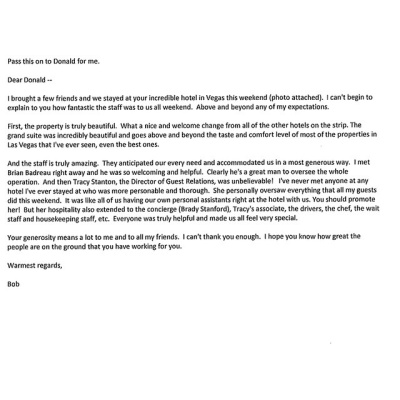 Pass this on to Donald for me.
Dear Donald --
I brought a few friends and we stayed at your incredible hotel in Vegas this weekend (photo attached). I can't begin to
explain to you how fantastic the staff was to us all weekend. Above and beyond any of my expectations.
First, the property is truly beautiful. What a nice and welcome change from all of the other hotels on the strip. The
grand suite was incredibly beautiful and goes above and beyond the taste and comfort level of most of the properties in
Las Vegas that I've ever seen, even the best ones.
And the staff is truly amazing. They anticipated our every need and accommodated us in a most generous way. I met
Brian Badreau right away and he was so welcoming and helpful. Clearly he's a great man to oversee the whole
operation. And then Tracy Stanton, the Director of Guest Relations, was unbelievable! I've never met anyone at any
hotel I've ever stayed at who was more personable and thorough. She personally oversaw everything that all my guests
did this weekend. It was like all of us having our own personal assistants right at the hotel with us. You should promote
her! But her hospitality also extended to the concierge (Brady Stanford), Tracy's associate, the drivers, the chef, the wait
staff and housekeeping staff, etc. Everyone was truly helpful and made us all feel very special.
Your generosity means a lot to me and to all my friends. I can't thank you enough. I hope you know how great the
people are on the ground that you have working for you.
Warmest regards,
Bob